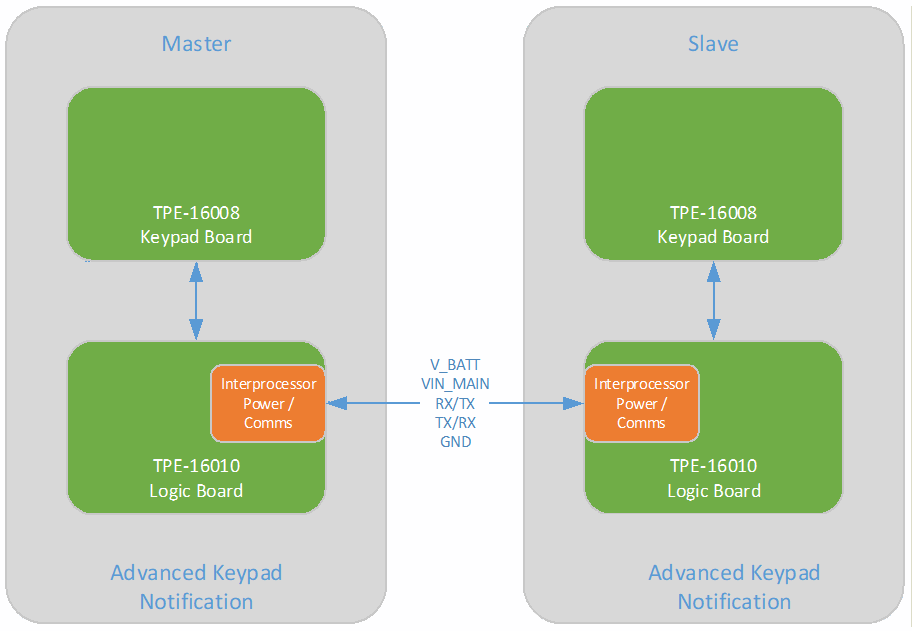 Master
TPE-16008
Keypad Board
Interprocessor
Power /
Comms
TPE-16010
Logic Board
Advanced Keypad
Notification
V_BATT
VIN_MAIN
RX/TX
TX/RX
GND
Slave
TPE-16008
Keypad Board
Interprocessor
Power /
Comms
TPE-16010
Logic Board
Advanced Keypad
Notification